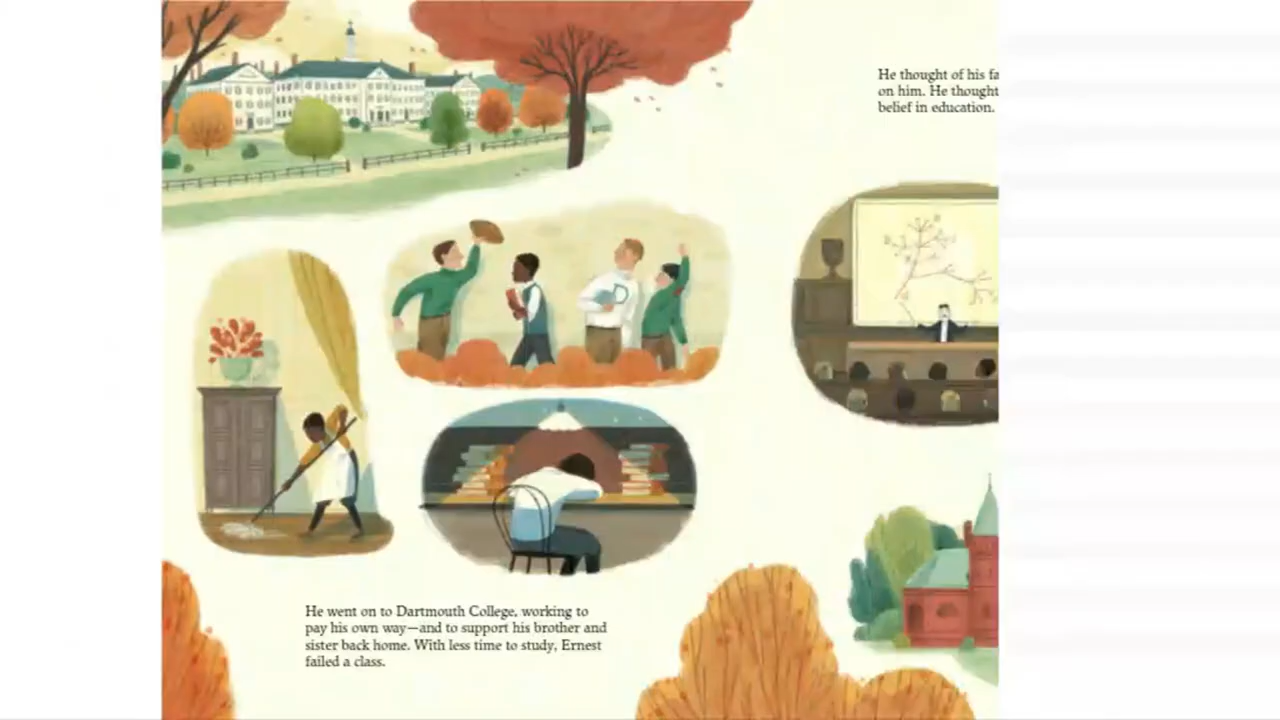 He thought of his fa
on him. He thought
belief in education.
D
He went on to Dartmouth College, working to
pay his own way—and to support his brother and
sister back home. With less time to study, Ernest
failed a class.